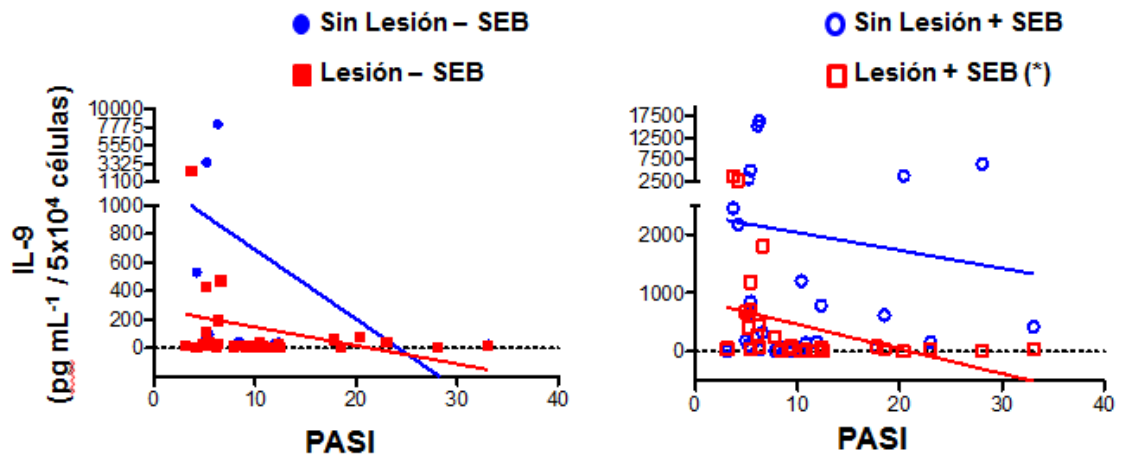 Sin Lesión – SEB
Lesión – SEB
Sin Lesión + SEB
Lesión + SEB (*)
IL-9
(pg mL⁻¹ / 5x10⁴ células)
10000
7775
5550
3325
1100
1000
800
600
400
200
0
0 10 20 30 40
PASI
17500
12500
7500
2500
2000
1000
0
0 10 20 30 40
PASI